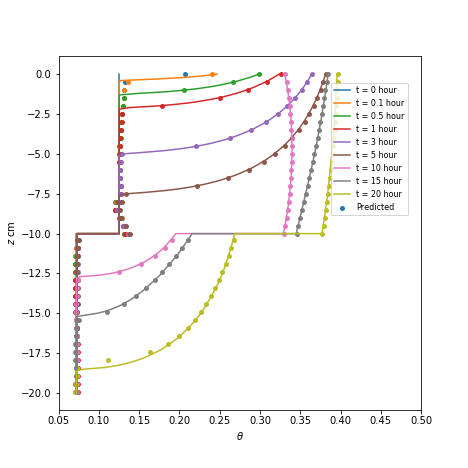 0.0
−2.5
−5.0
−7.5
−10.0
−12.5
−15.0
−17.5
−20.0
z cm
t = 0 hour
t = 0.1 hour
t = 0.5 hour
t = 1 hour
t = 3 hour
t = 5 hour
t = 10 hour
t = 15 hour
t = 20 hour
Predicted
0.05 0.10 0.15 0.20 0.25 0.30 0.35 0.40 0.45 0.50
θ